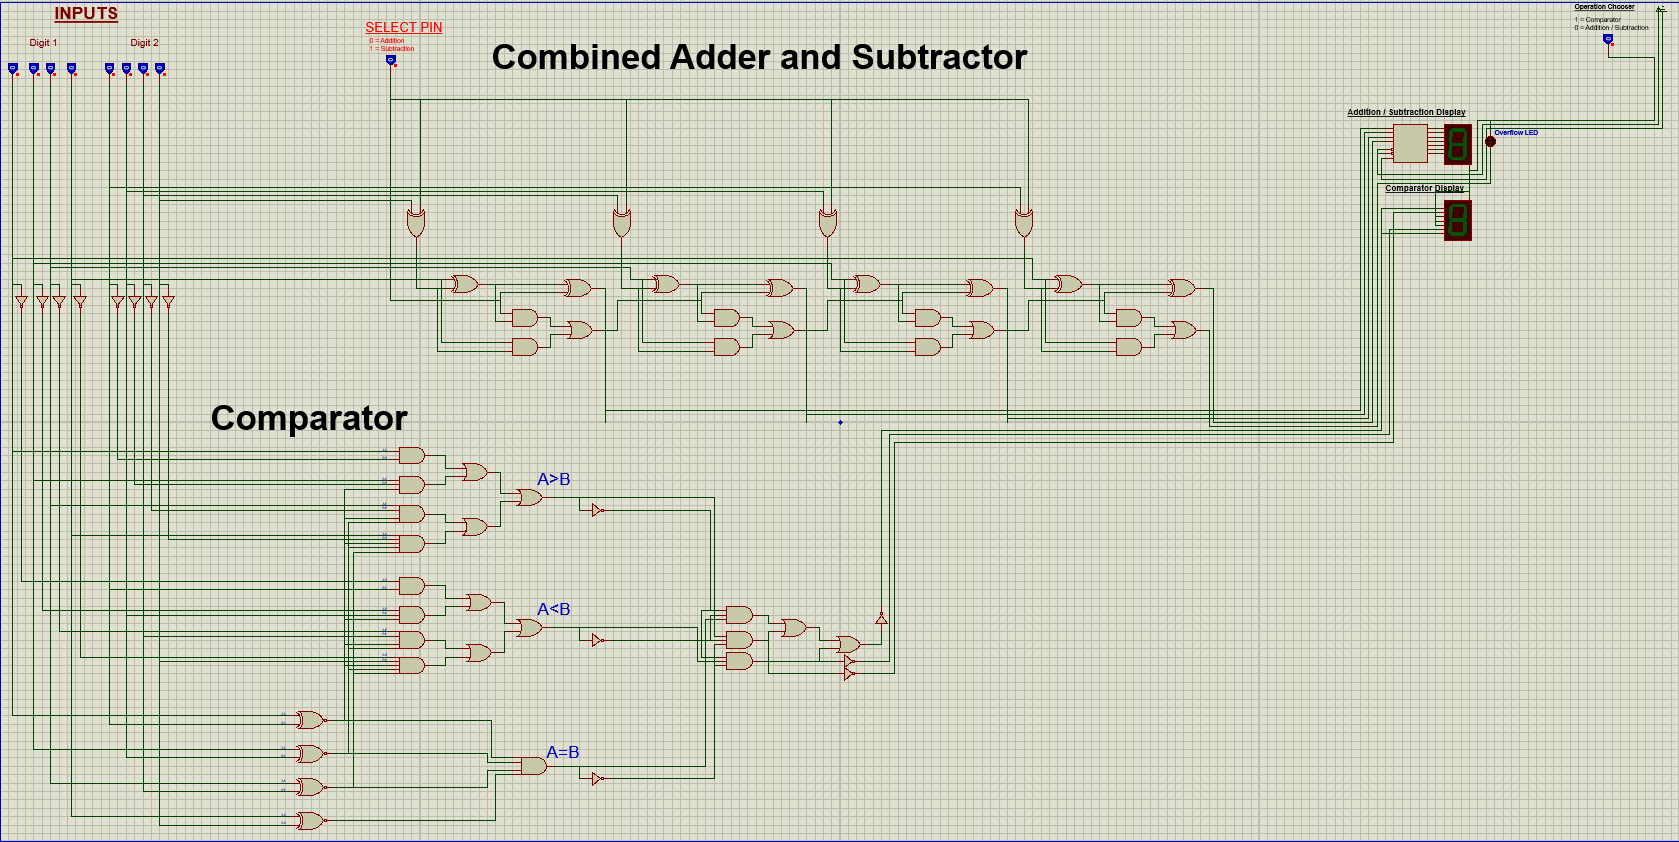 INPUTS
Digit 1
Digit 2
SELECT PIN
0 = Addition
1 = Subtraction
Combined Adder and Subtractor
Operation Chooser
1 = Comparator
0 = Addition / Subtraction
Addition / Subtraction Display
Overflow LED
Comparator Display
Comparator
A>B
A<B
A=B